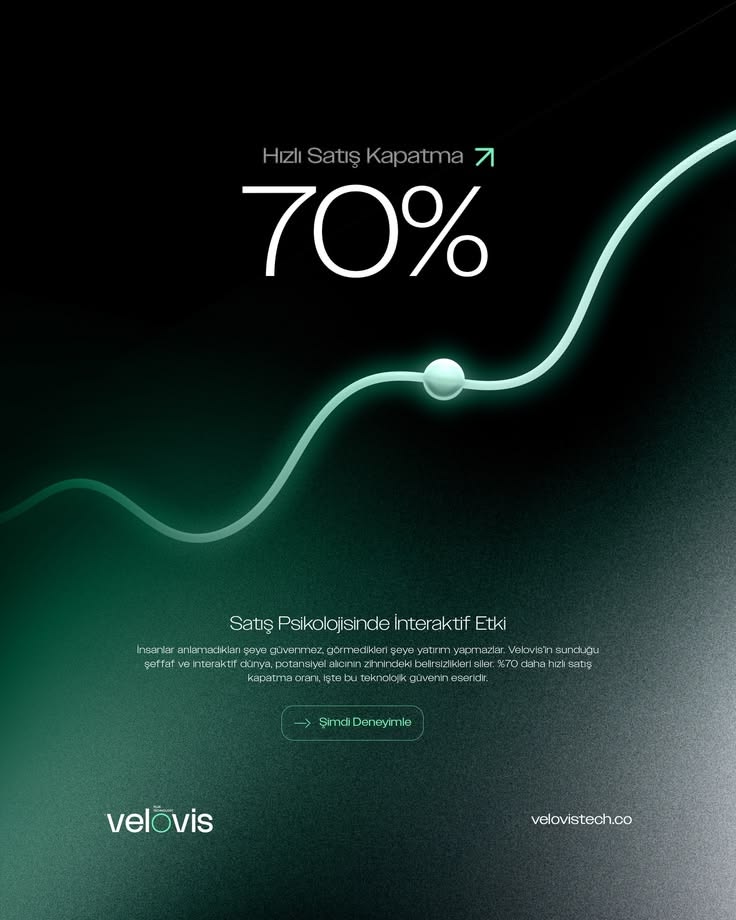 Hızlı Satış Kapatma
70%
Satış Psikolojisinde İnteraktif Etki
İnsanlar anlamadıkları şeye güvenmez, görmedikleri şeye yatırım yapmazlar. Velovis'in sunduğu
şeffaf ve interaktif dünya, potansiyel alıcının zihnindeki belirsizlikleri siler. %70 daha hızlı satış
kapatma oranı, işte bu teknolojik güvenin eseridir.
Şimdi Deneyimle
velovis
velovistech.co